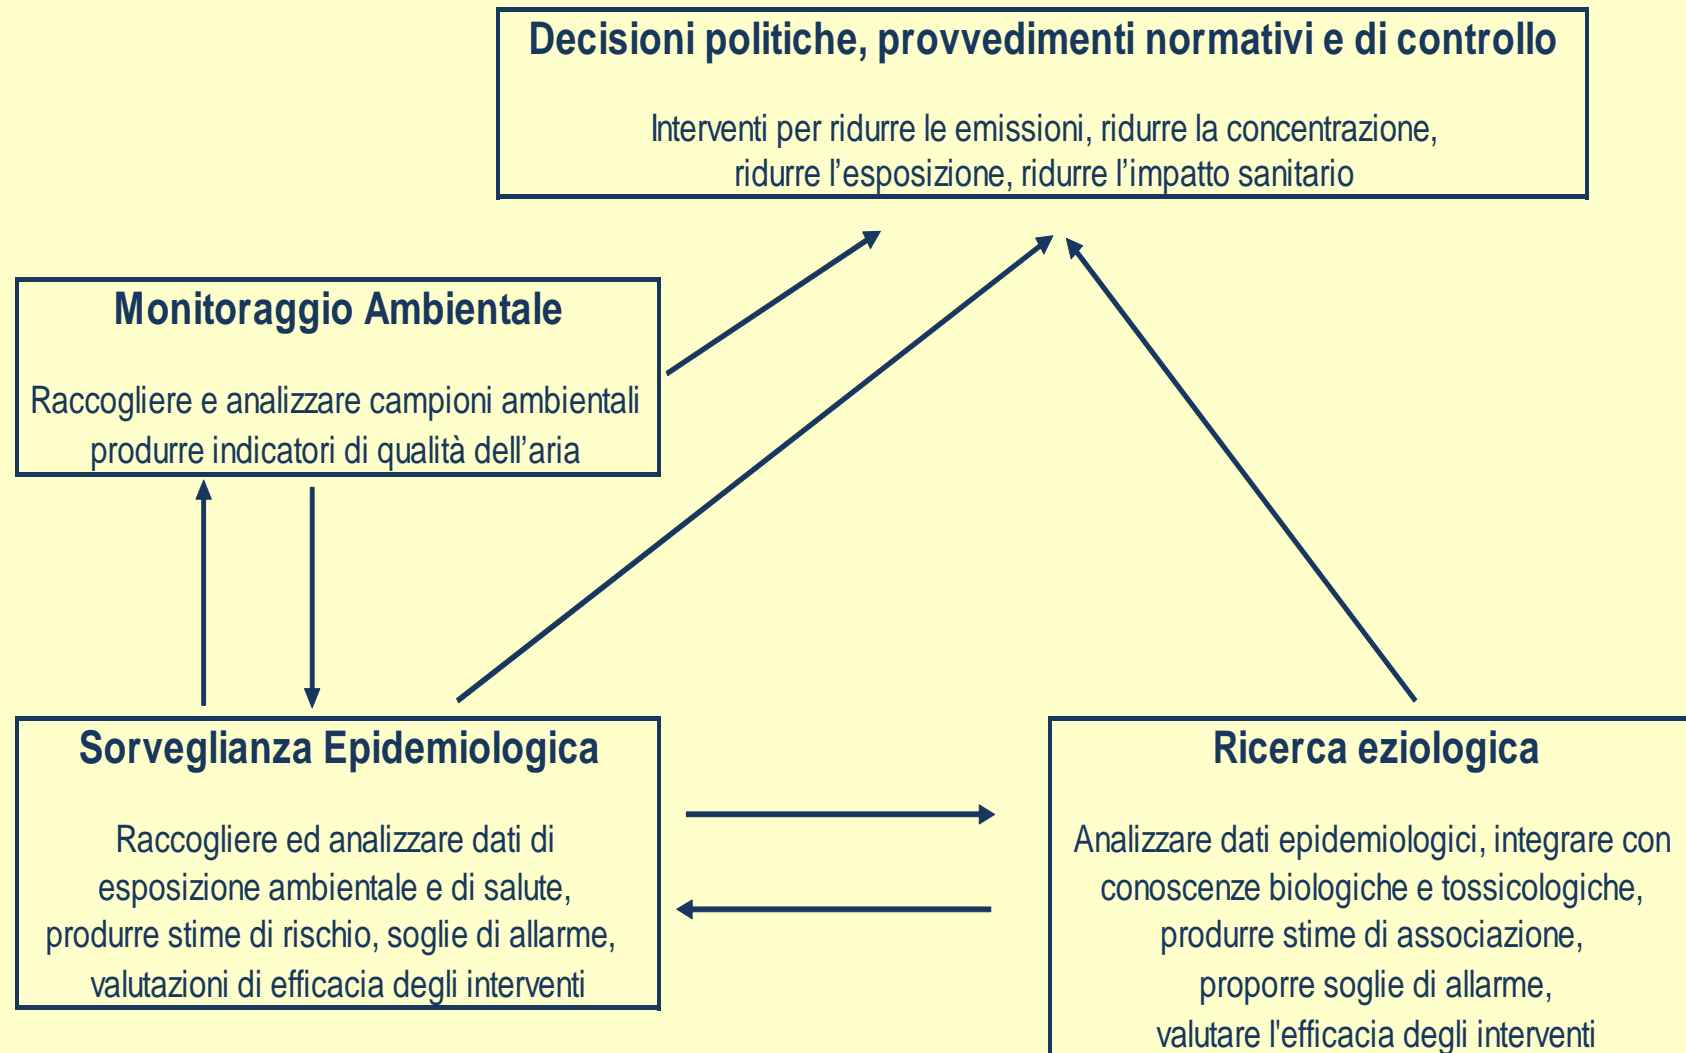 Decisioni politiche, provvedimenti normativi e di controllo
Interventi per ridurre le emissioni, ridurre la concentrazione,
ridurre l’esposizione, ridurre l’impatto sanitario
Monitoraggio Ambientale
Raccogliere e analizzare campioni ambientali
produrre indicatori di qualità dell’aria
Sorveglianza Epidemiologica
Raccogliere ed analizzare dati di
esposizione ambientale e di salute,
produrre stime di rischio, soglie di allarme,
valutazioni di efficacia degli interventi
Ricerca eziologica
Analizzare dati epidemiologici, integrare con
conoscenze biologiche e tossicologiche,
produrre stime di associazione,
proporre soglie di allarme,
valutare l'efficacia degli interventi